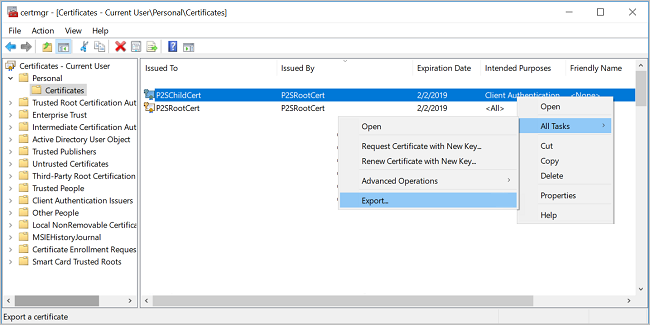 certmgr - [Certificates - Current User\Personal\Certificates]
File Action View Help
Certificates - Current User
Personal
Certificates
Trusted Root Certification Aut
Enterprise Trust
Intermediate Certification Aut
Active Directory User Object
Trusted Publishers
Untrusted Certificates
Third-Party Root Certification
Trusted People
Client Authentication Issuers
Other People
Local NonRemovable Certifica
MSIEHistoryJournal
Certificate Enrollment Reques
Smart Card Trusted Roots
Issued To Issued By Expiration Date Intended Purposes Friendly Name
P2SChildCert P2SRootCert 2/2/2019 Client Authentication <None>
P2SRootCert P2SRootCert 2/2/2019 <All>
Open
Request Certificate with New Key...
Renew Certificate with New Key...
Advanced Operations
Export...
Open
All Tasks
Cut
Copy
Delete
Properties
Help
Export a certificate